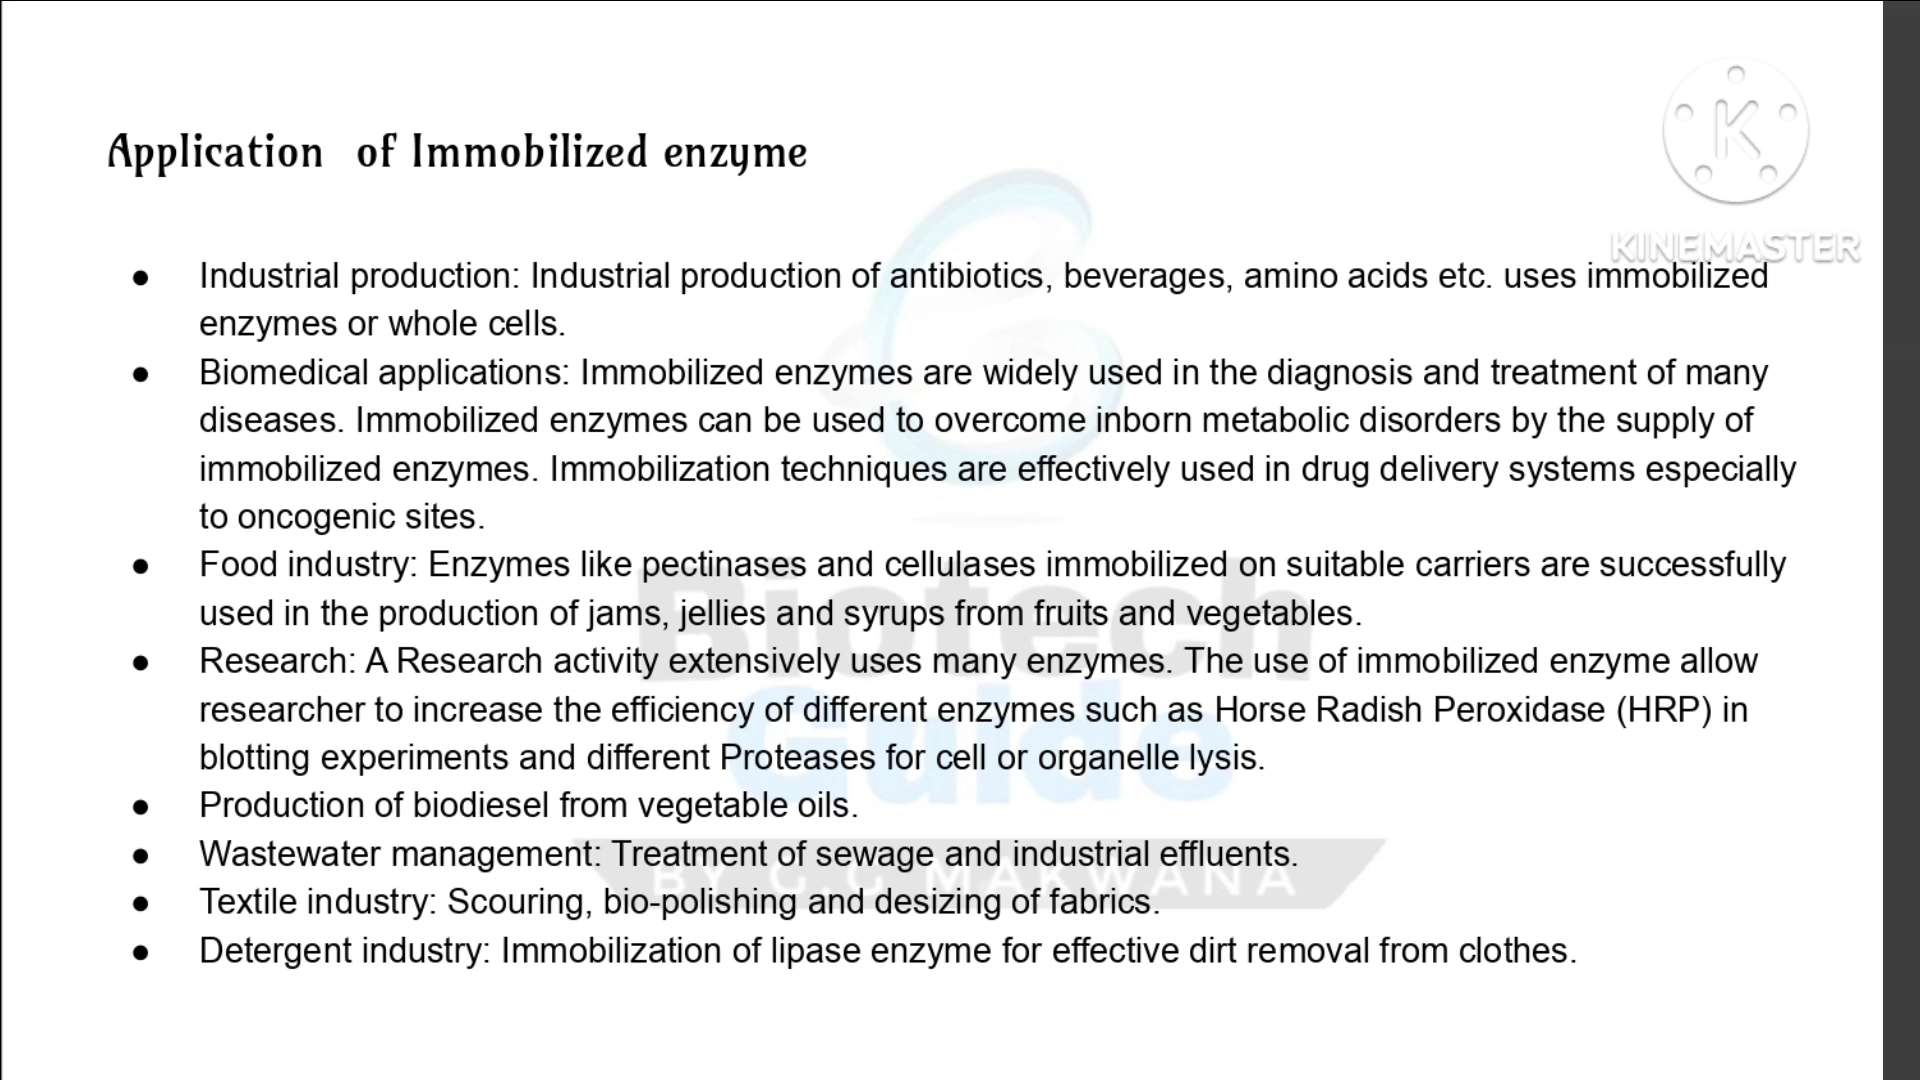 Application of Immobilized enzyme
K
KINEMASTER
● Industrial production: Industrial production of antibiotics, beverages, amino acids etc. uses immobilized
enzymes or whole cells.
● Biomedical applications: Immobilized enzymes are widely used in the diagnosis and treatment of many
diseases. Immobilized enzymes can be used to overcome inborn metabolic disorders by the supply of
immobilized enzymes. Immobilization techniques are effectively used in drug delivery systems especially
to oncogenic sites.
● Food industry: Enzymes like pectinases and cellulases immobilized on suitable carriers are successfully
used in the production of jams, jellies and syrups from fruits and vegetables.
● Research: A Research activity extensively uses many enzymes. The use of immobilized enzyme allow
researcher to increase the efficiency of different enzymes such as Horse Radish Peroxidase (HRP) in
blotting experiments and different Proteases for cell or organelle lysis.
● Production of biodiesel from vegetable oils.
● Wastewater management: Treatment of sewage and industrial effluents.
● Textile industry: Scouring, bio-polishing and desizing of fabrics.
● Detergent industry: Immobilization of lipase enzyme for effective dirt removal from clothes.
Biotech
Guide
BY G.G MAKWANA